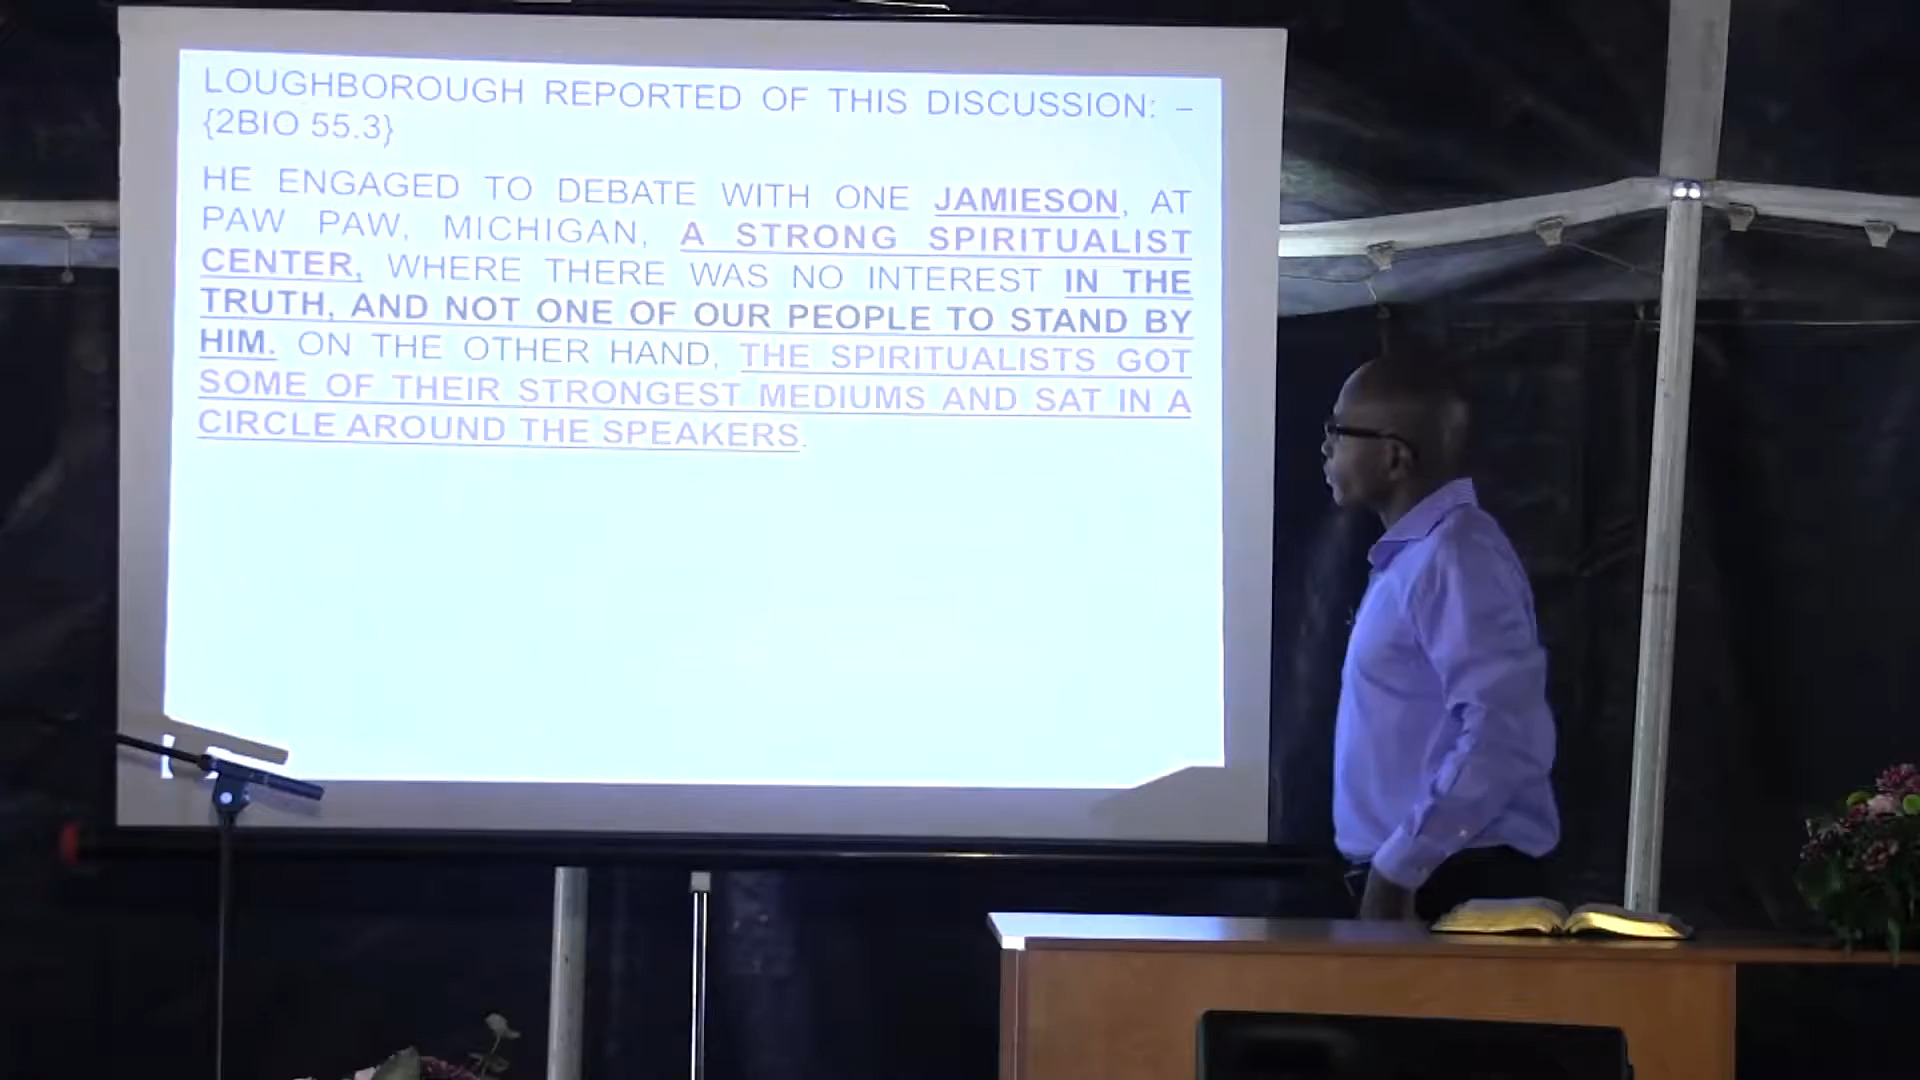 LOUGHBOROUGH REPORTED OF THIS DISCUSSION: –
{2BIO 55.3}
HE ENGAGED TO DEBATE WITH ONE JAMIESON, AT
PAW PAW, MICHIGAN, A STRONG SPIRITUALIST
CENTER, WHERE THERE WAS NO INTEREST IN THE
TRUTH, AND NOT ONE OF OUR PEOPLE TO STAND BY
HIM. ON THE OTHER HAND, THE SPIRITUALISTS GOT
SOME OF THEIR STRONGEST MEDIUMS AND SAT IN A
CIRCLE AROUND THE SPEAKERS.